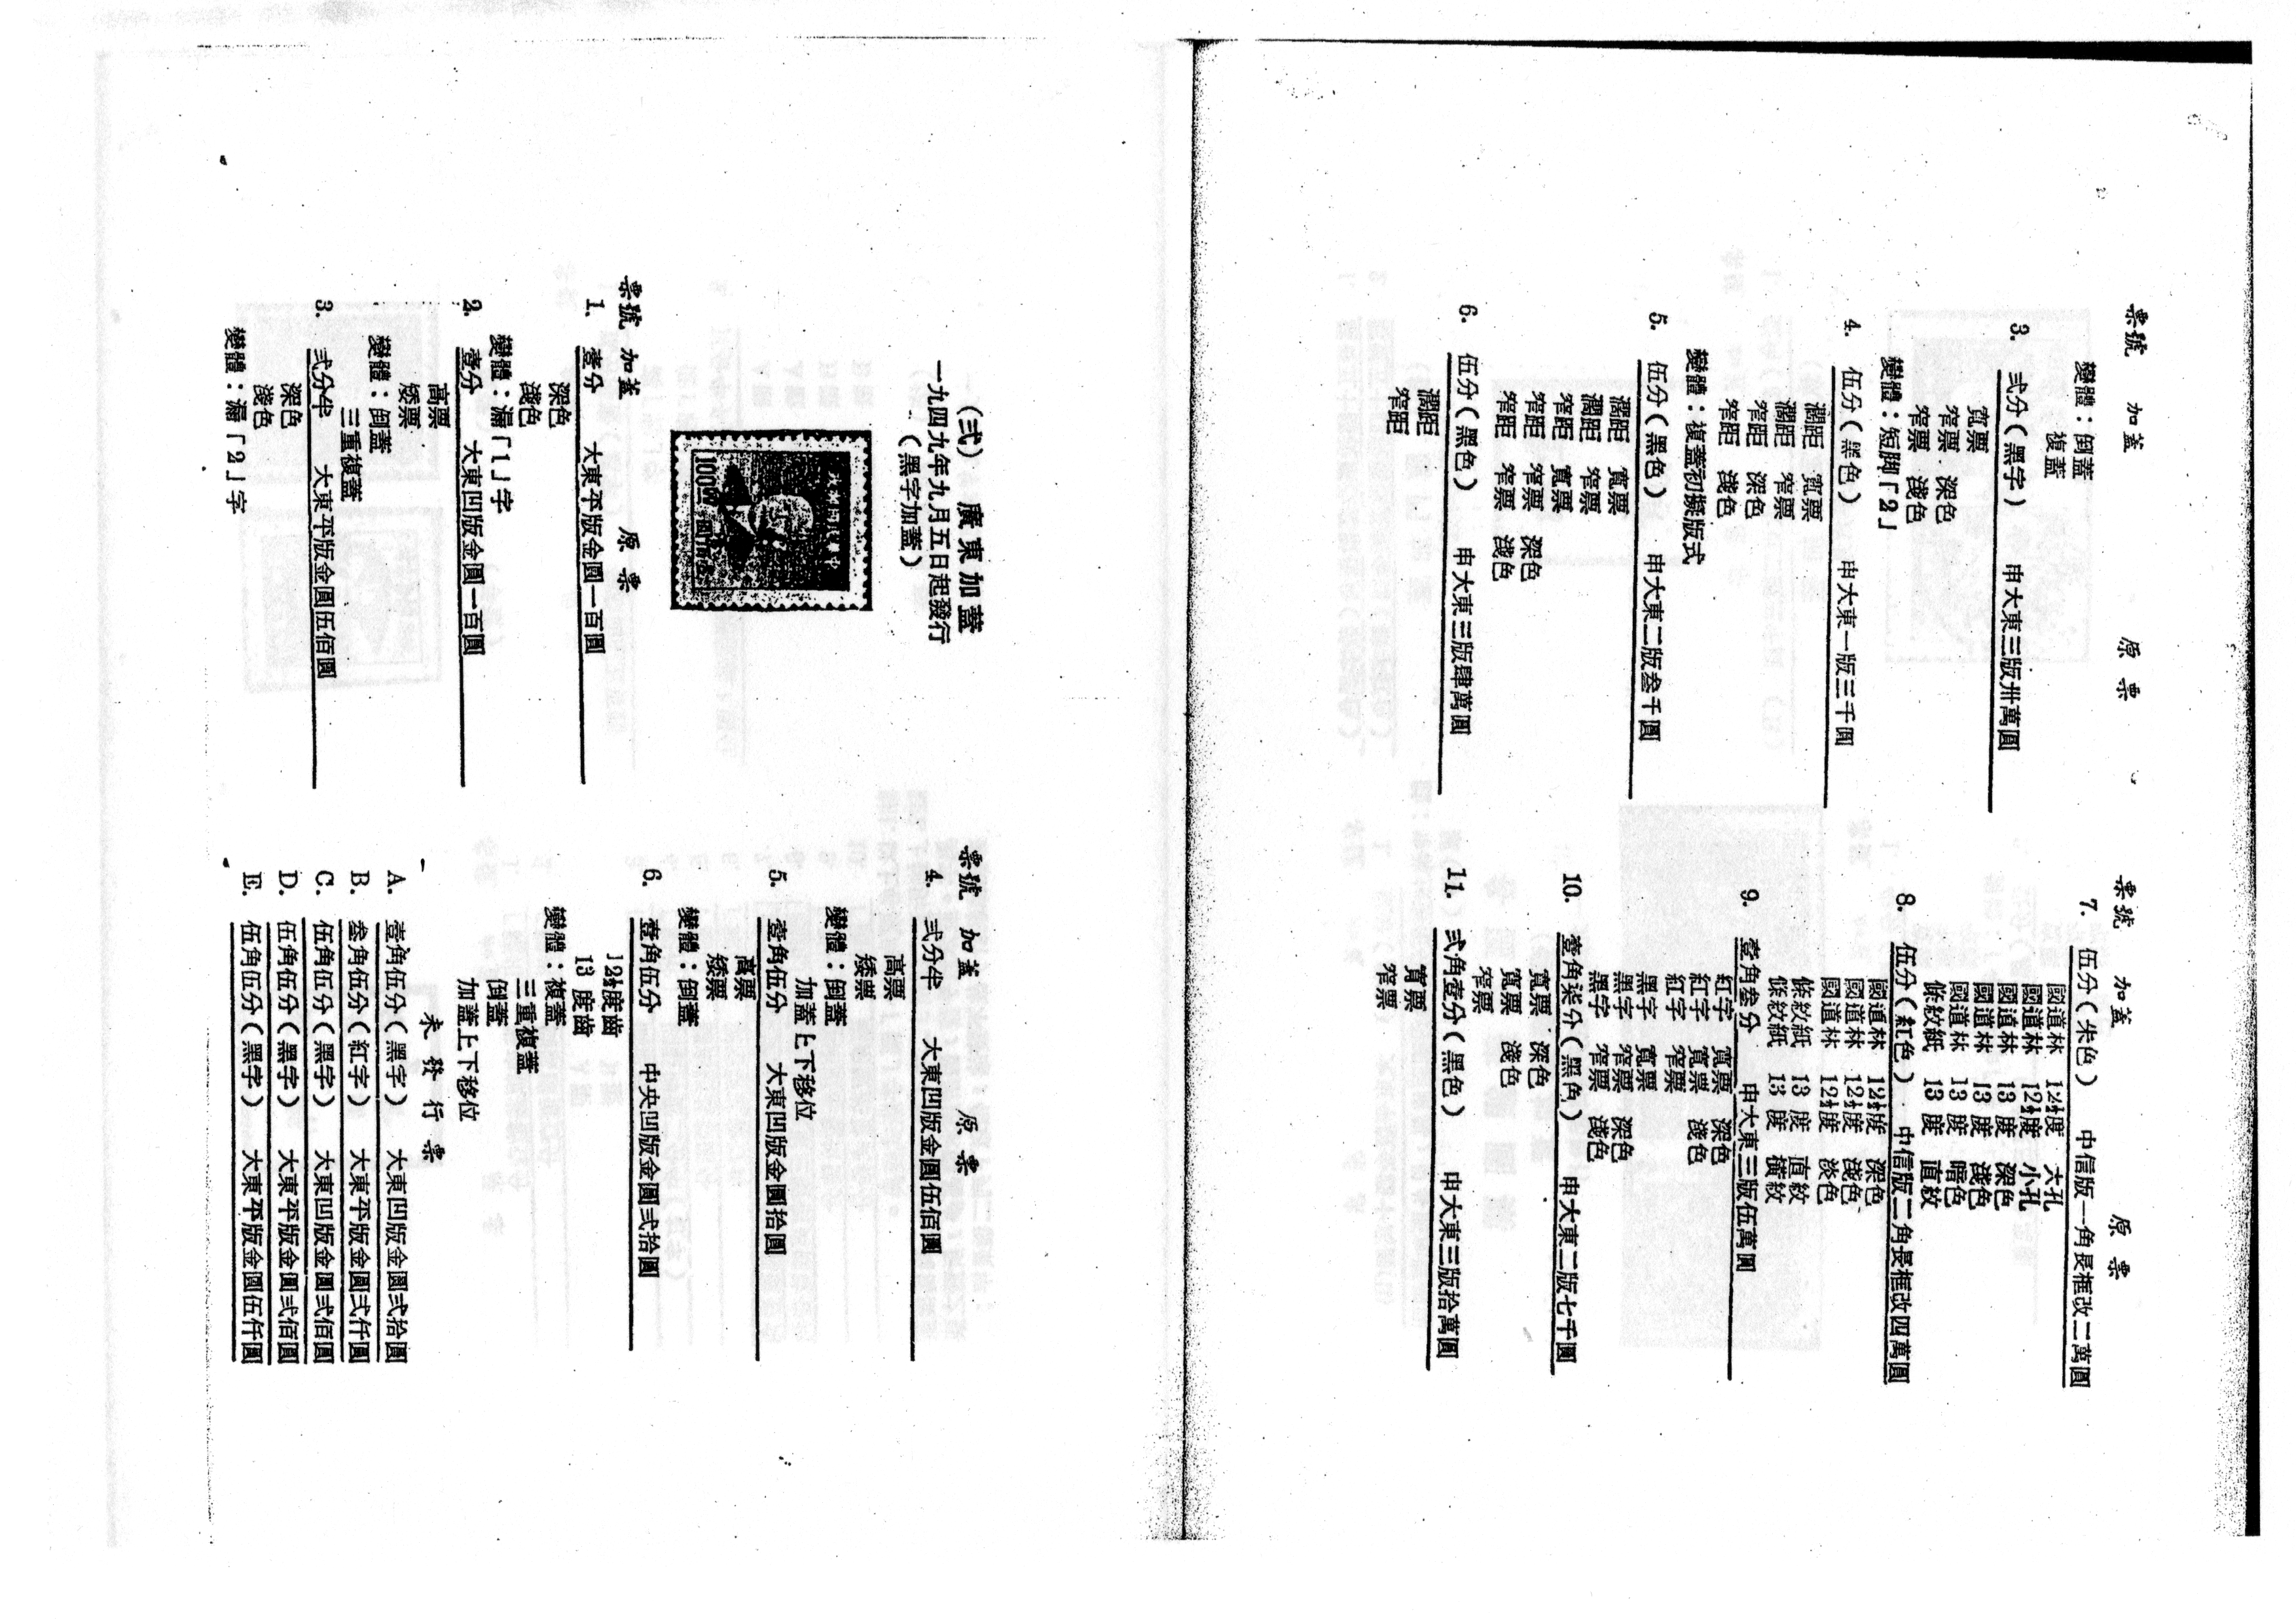 票號 加蓋 原票
變體：倒蓋
複蓋
3. 弍分（黑字） 申大東三版卅萬圓
寬票
窄票 深色
窄票 淺色
變體：短脚「2」
4. 伍分（黑色） 申大東一版三千圓
濶距 寬票
濶距 窄票
窄距 深色
窄距 淺色
變體：複蓋初擬版式
5. 伍分（黑色） 申大東二版叁千圓
濶距 寬票
濶距 窄票
窄距 寬票
窄距 窄票 深色
窄距 窄票 淺色
6. 伍分（黑色） 申大東三版肆萬圓
濶距
窄距
票號 加蓋 原票
7. 伍分（朱色） 中信版一角長框改二萬圓
國道林 12½度 大孔
國道林 12½度 小孔
國道林 13度 深色
國道林 13度 淺色
國道林 13度 暗色
條紋紙 13度 直紋
8. 伍分（紅色） 中信版二角長框改四萬圓
國道林 12½度 深色
國道林 12½度 淺色
國道林 12½度 淡色
條紋紙 13度 直紋
條紋紙 13度 橫紋
9. 壹角叁分 申大東三版伍萬圓
紅字 寬票 深色
紅字 寬票 淺色
紅字 窄票
黑字 寬票
黑字 窄票 深色
黑字 窄票 淺色
10. 壹角柒分（黑色） 申大東二版七千圓
寬票 深色
寬票 淺色
窄票
11. 弍角壹分（黑色） 申大東三版拾萬圓
寬票
窄票
（弍） 廣東加蓋
一九四九年九月五日起發行
（黑字加蓋）
100
票號 加蓋 原票
1. 壹分 大東平版金圓一百圓
深色
淺色
變體：漏「1」字
2. 壹分 大東凹版金圓一百圓
高票
矮票
變體：倒蓋
三重複蓋
3. 弍分半 大東平版金圓伍佰圓
深色
淺色
變體：漏「2」字
票號 加蓋 原票
4. 弍分半 大東凹版金圓伍佰圓
高票
矮票
變體：倒蓋
加蓋上下移位
5. 壹角伍分 大東凹版金圓拾圓
高票
矮票
變體：倒蓋
6. 壹角伍分 中央凹版金圓弍拾圓
12½度齒
13 度齒
變體：複蓋
三重複蓋
倒蓋
加蓋上下移位
未發行票
A. 壹角伍分（黑字） 大東凹版金圓弍拾圓
B. 叁角伍分（紅字） 大東平版金圓弍仟圓
C. 伍角伍分（黑字） 大東凹版金圓弍佰圓
D. 伍角伍分（黑字） 大東平版金圓弍佰圓
E. 伍角伍分（黑字） 大東平版金圓伍仟圓